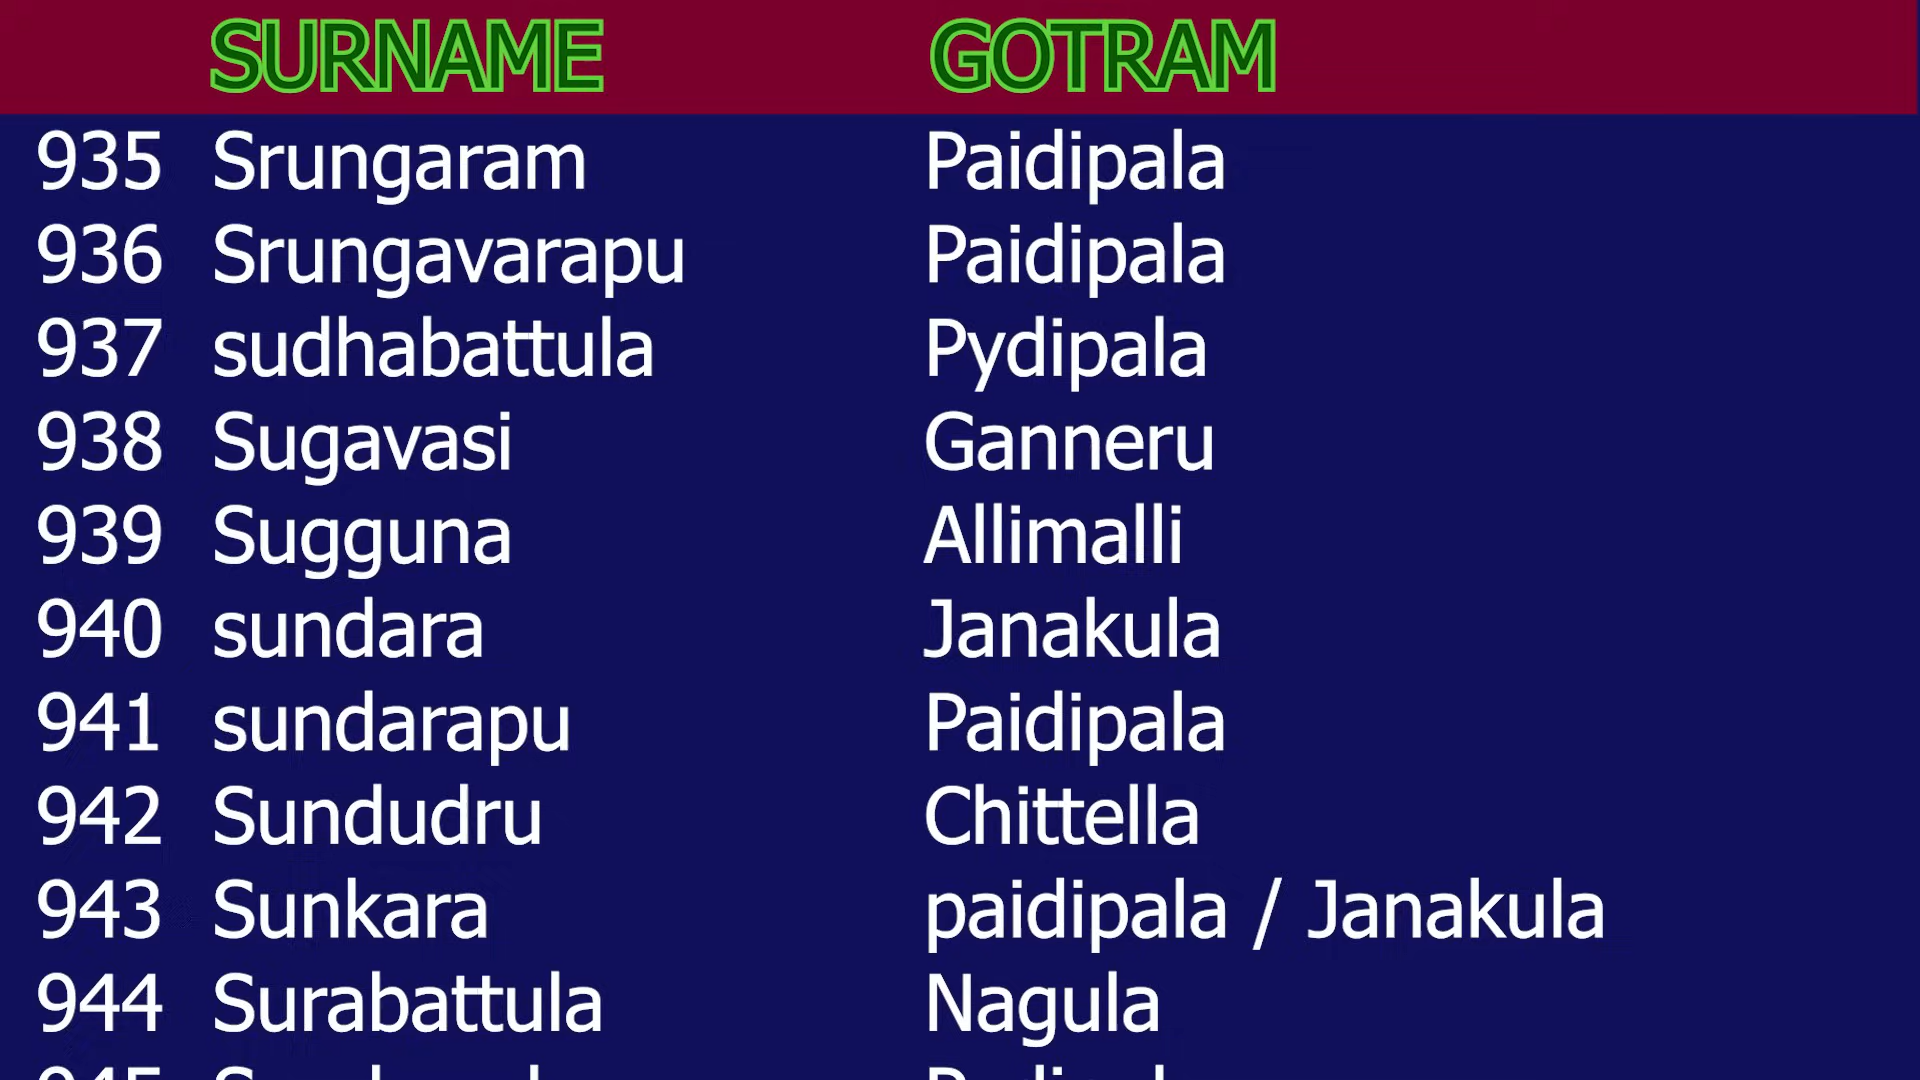 SURNAME GOTRAM
935 Srungaram Paidipala
936 Srungavarapu Paidipala
937 sudhabattula Pydipala
938 Sugavasi Ganneru
939 Sugguna Allimalli
940 sundara Janakula
941 sundarapu Paidipala
942 Sundudru Chittella
943 Sunkara paidipala / Janakula
944 Surabattula Nagula
945